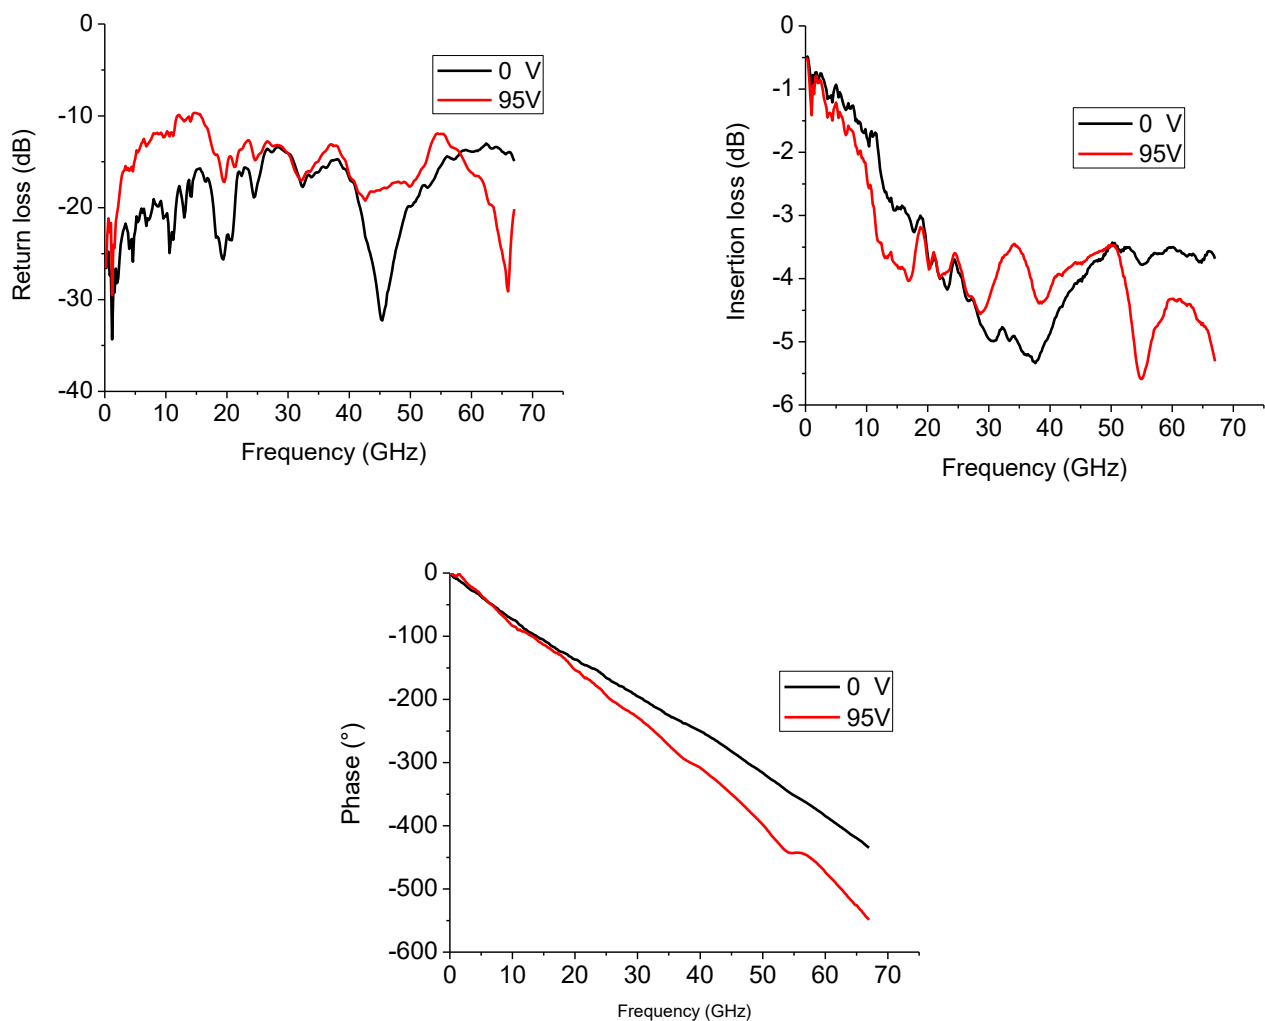 0
-10
-20
-30
-40
Return loss (dB)
0 V
95V
0 10 20 30 40 50 60 70
Frequency (GHz)
0
-1
-2
-3
-4
-5
-6
Insertion loss (dB)
0 V
95V
0 10 20 30 40 50 60 70
Frequency (GHz)
0
-100
-200
-300
-400
-500
-600
Phase (°)
0 V
95V
0 10 20 30 40 50 60 70
Frequency (GHz)